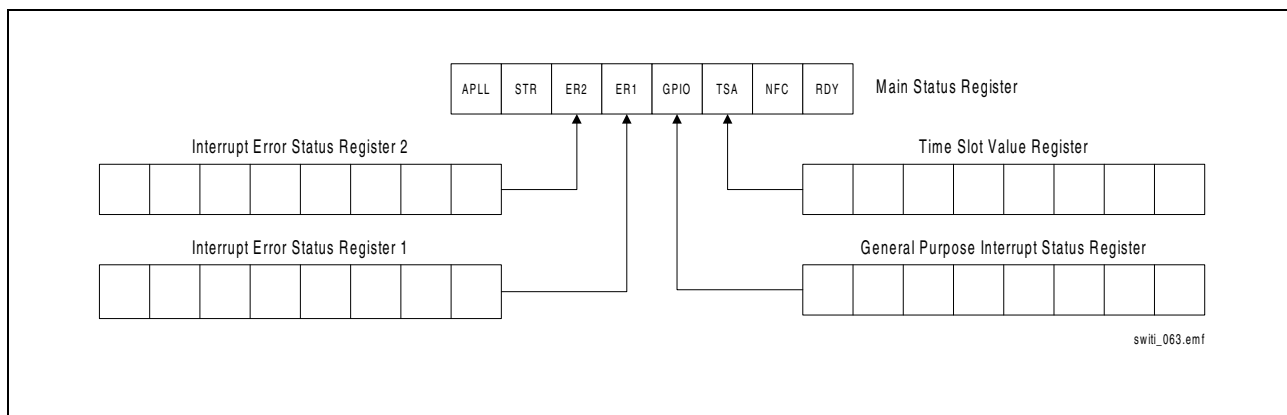 APLL STR ER2 ER1 GPIO TSA NFC RDY Main Status Register
Interrupt Error Status Register 2
Time Slot Value Register
Interrupt Error Status Register 1
General Purpose Interrupt Status Register
switi_063.emf